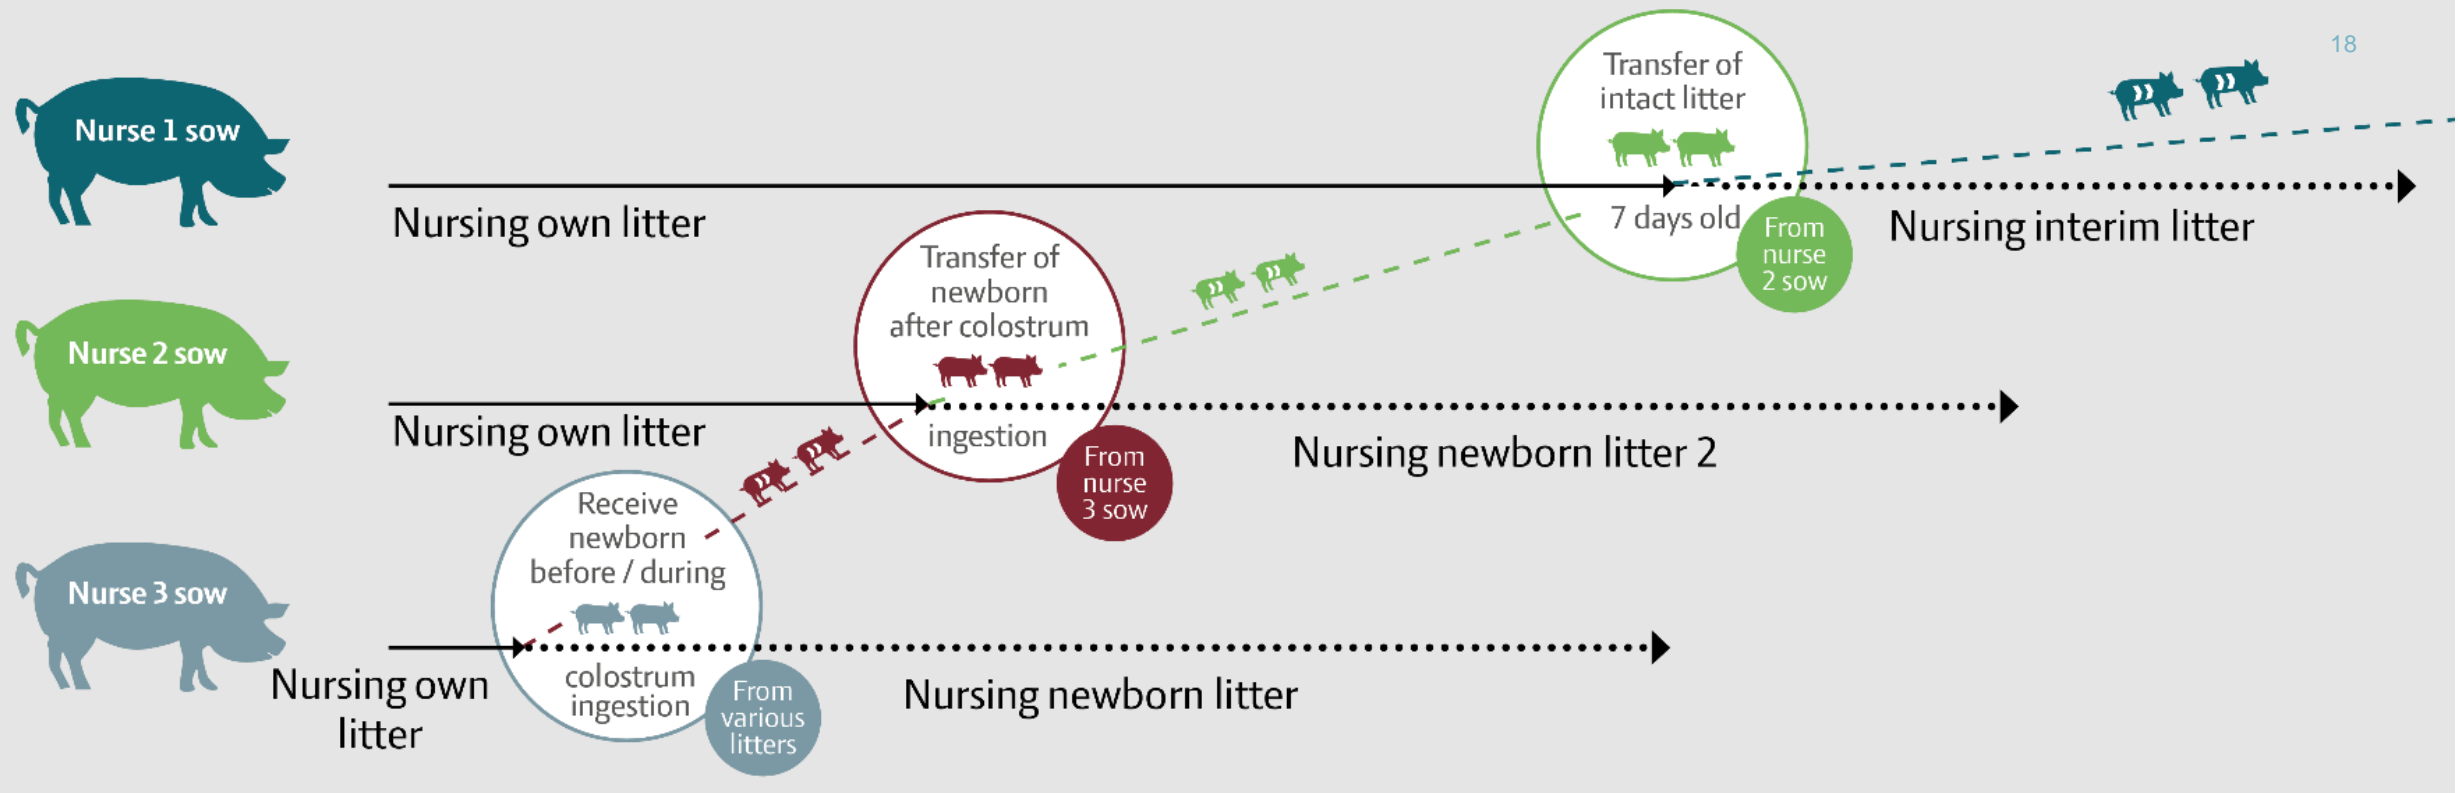 18
Nurse 1 sow
Transfer of
intact litter
7 days old
From
nurse
2 sow
Nursing own litter
Nursing interim litter
Nurse 2 sow
Transfer of
newborn
after colostrum
ingestion
From
nurse
3 sow
Nursing own litter
Nursing newborn litter 2
Nurse 3 sow
Receive
newborn
before / during
colostrum
ingestion
From
various
litters
Nursing own
litter
Nursing newborn litter